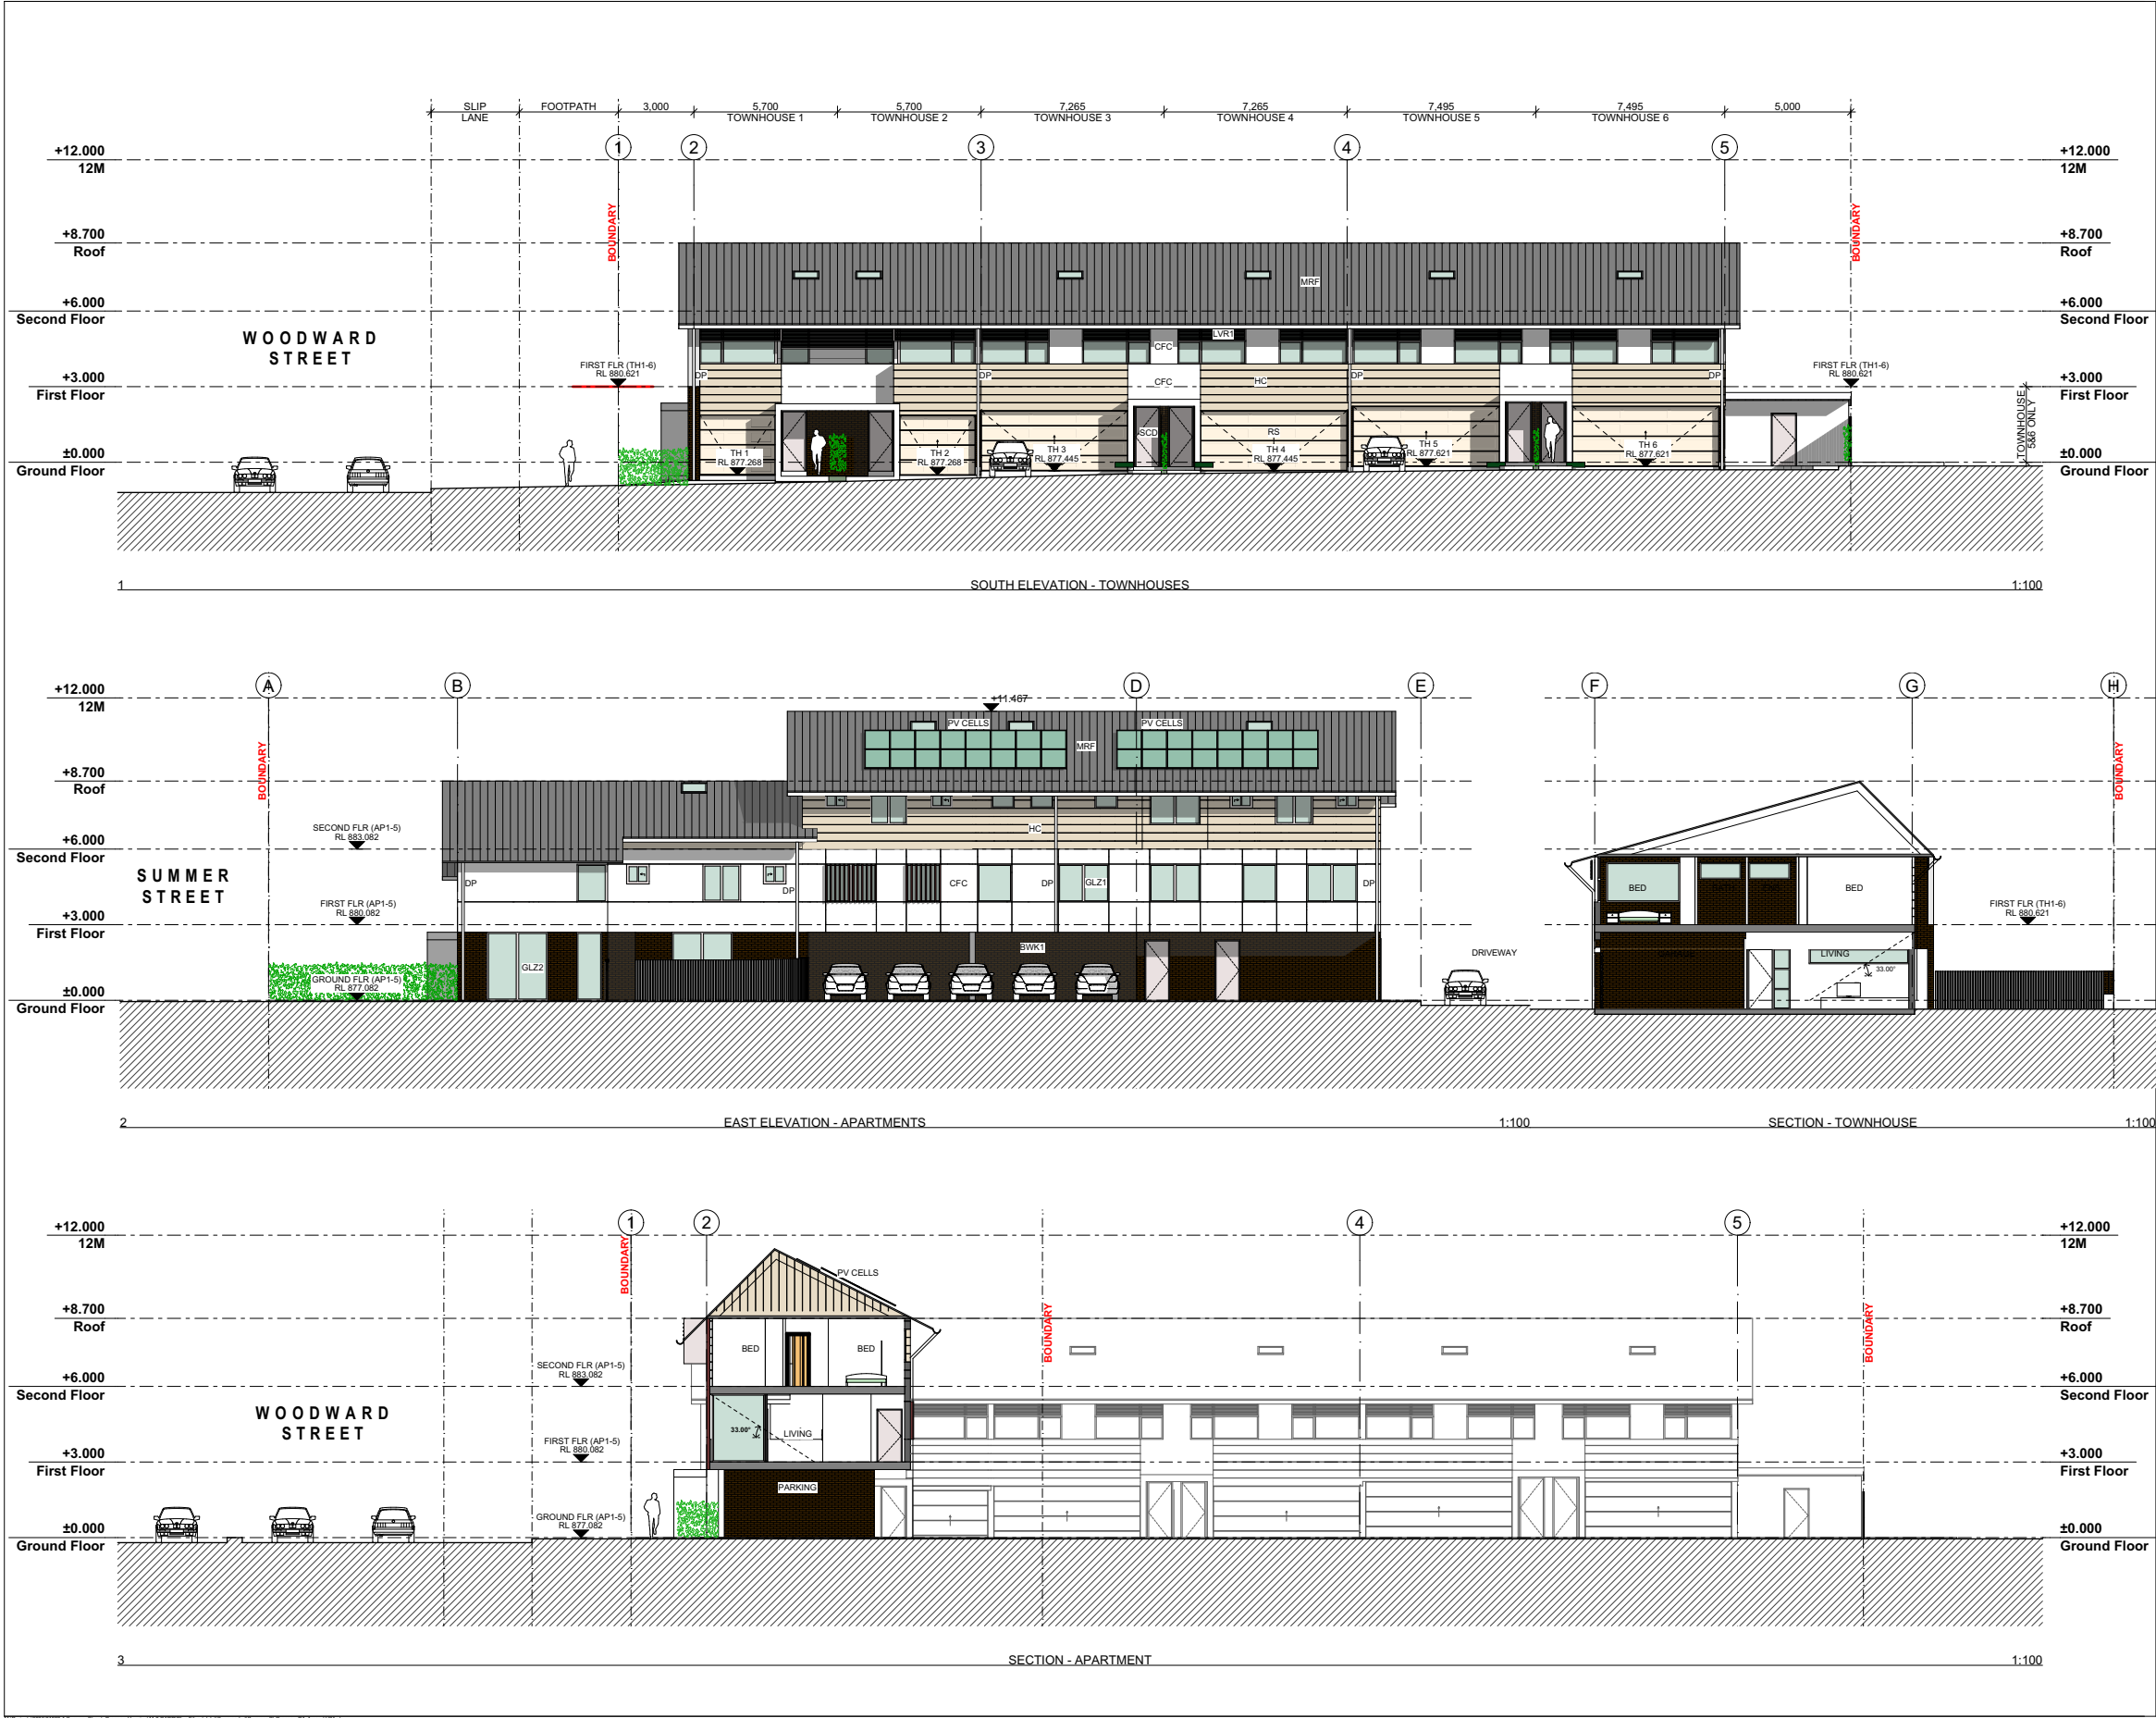 SLIP FOOTPATH 3,000 5,700 5,700 7,265 7,265 7,495 7,495 5,000
LANE TOWNHOUSE 1 TOWNHOUSE 2 TOWNHOUSE 3 TOWNHOUSE 4 TOWNHOUSE 5 TOWNHOUSE 6
1 2 3 4 5
+12.000 +12.000
12M 12M
BOUNDARY BOUNDARY
+8.700 +8.700
Roof Roof
MRF
+6.000 +6.000
Second Floor Second Floor
WOODWARD
STREET
LVR1
CFC
FIRST FLR (TH1-6) FIRST FLR (TH1-6)
RL 880.621 RL 880.621
+3.000 DP DP CFC HC DP DP +3.000
First Floor First Floor
TOWNHOUSE
5&6 ONLY
SCD RS
TH 1 TH 2 TH 3 TH 4 TH 5 TH 6
RL 877.268 RL 877.268 RL 877.445 RL 877.445 RL 877.621 RL 877.621
±0.000 ±0.000
Ground Floor Ground Floor
1 SOUTH ELEVATION - TOWNHOUSES 1:100
A B D E F G H
+12.000
12M
+11.467
BOUNDARY BOUNDARY
PV CELLS PV CELLS
MRF
+8.700
Roof
SECOND FLR (AP1-5)
RL 883.082
HC
+6.000
Second Floor
SUMMER
STREET
DP DP CFC DP GLZ1 DP BED BED
FIRST FLR (AP1-5) FIRST FLR (TH1-6)
RL 880.082 RL 880.621
+3.000
First Floor
BWK1 DRIVEWAY LIVING
GLZ2 33.00°
GROUND FLR (AP1-5)
RL 877.082
±0.000
Ground Floor
2 EAST ELEVATION - APARTMENTS 1:100 SECTION - TOWNHOUSE 1:100
1 2 4 5
+12.000 +12.000
12M 12M
BOUNDARY BOUNDARY BOUNDARY
PV CELLS
+8.700 +8.700
Roof Roof
BED BED
SECOND FLR (AP1-5)
RL 883.082
+6.000 +6.000
Second Floor Second Floor
WOODWARD
STREET
33.00° LIVING
FIRST FLR (AP1-5)
RL 880.082
+3.000 +3.000
First Floor First Floor
PARKING
GROUND FLR (AP1-5)
RL 877.082
±0.000 ±0.000
Ground Floor Ground Floor
3 SECTION - APARTMENT 1:100